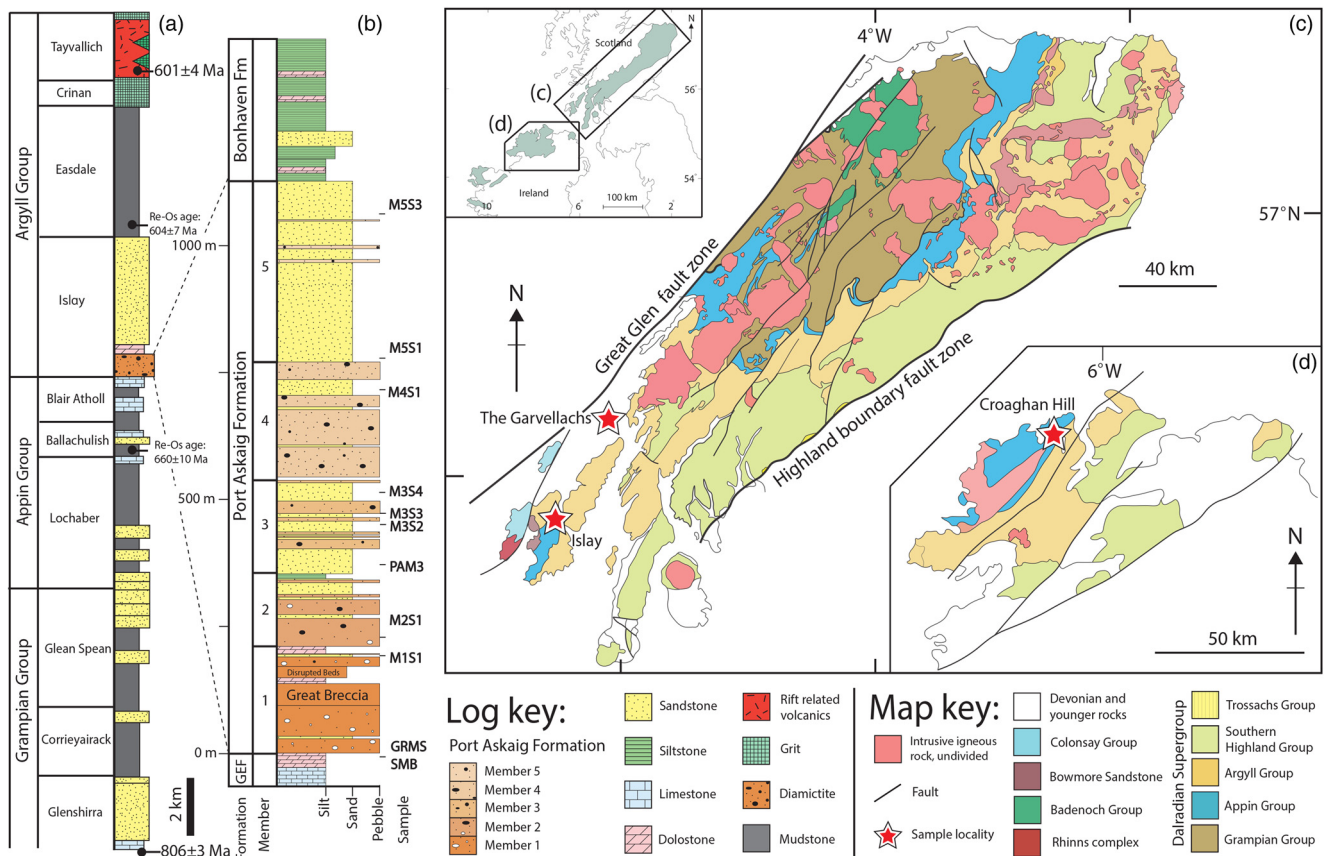 (a)
Argyll Group
Appin Group
Grampian Group
Tayvallich
Crinan
Easdale
Islay
Blair Atholl
Ballachulish
Lochaber
Glean Spean
Corrieyairack
Glenshirra
601±4 Ma
Re-Os age:
604±7 Ma
Re-Os age:
660±10 Ma
806±3 Ma
2 km
(b)
Bonhaven Fm
Port Askaig Formation
GEF
1000 m
500 m
0 m
5
4
3
2
1
Disrupted Beds
Great Breccia
M5S3
M5S1
M4S1
M3S4
M3S3
M3S2
PAM3
M2S1
M1S1
GRMS
SMB
Formation
Member
Silt
Sand
Pebble
Sample
(c)
Scotland
N
(c)
(d)
Ireland
56
54
10
6
2
100 km
4°W
57°N
40 km
N
Great Glen fault zone
Highland boundary fault zone
The Garvellachs
Islay
(d)
6°W
Croaghan Hill
N
50 km
Log key:
Port Askaig Formation
Member 5
Member 4
Member 3
Member 2
Member 1
Sandstone
Siltstone
Limestone
Dolostone
Rift related
volcanics
Grit
Diamictite
Mudstone
Map key:
Intrusive igneous
rock, undivided
Fault
Sample locality
Devonian and
younger rocks
Colonsay Group
Bowmore Sandstone
Badenoch Group
Rhinns complex
Dalradian Supergroup
Trossachs Group
Southern
Highland Group
Argyll Group
Appin Group
Grampian Group